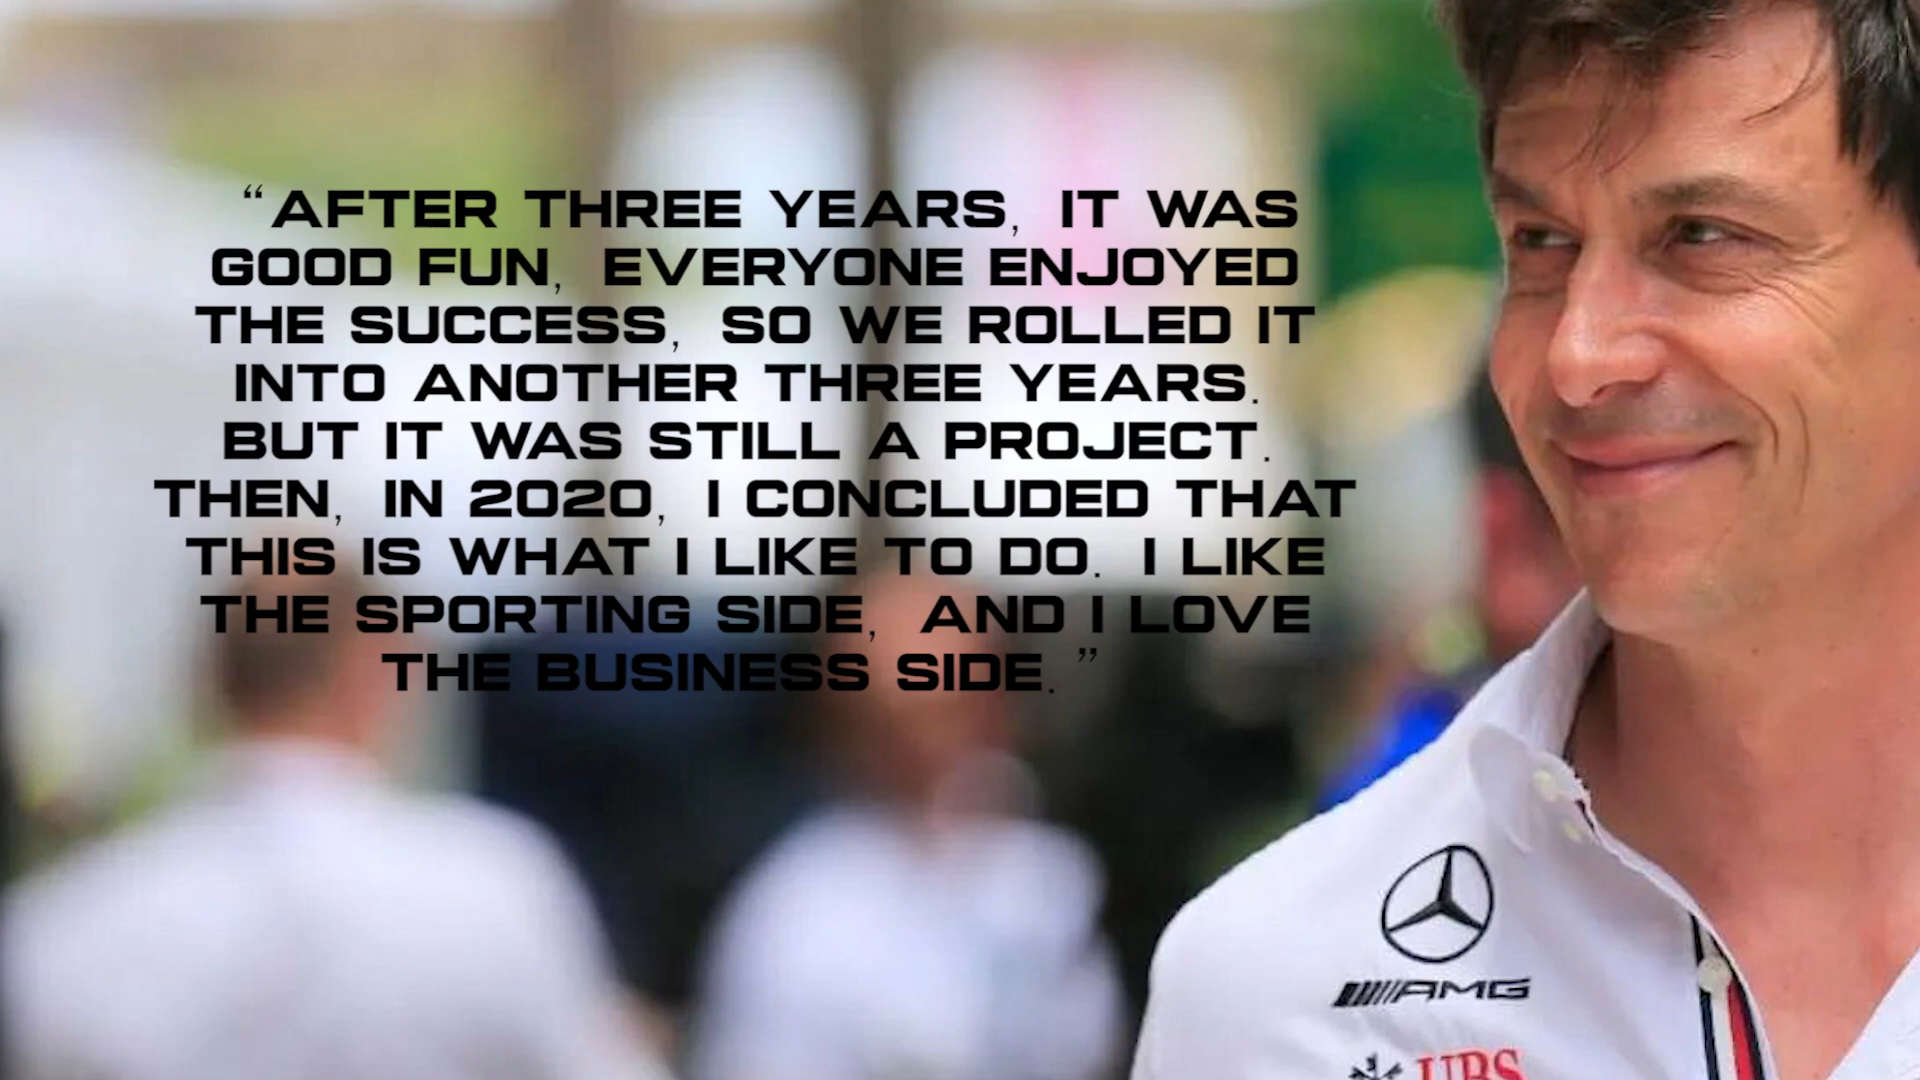 “AFTER THREE YEARS, IT WAS
GOOD FUN, EVERYONE ENJOYED
THE SUCCESS, SO WE ROLLED IT
INTO ANOTHER THREE YEARS.
BUT IT WAS STILL A PROJECT.
THEN, IN 2020, I CONCLUDED THAT
THIS IS WHAT I LIKE TO DO. I LIKE
THE SPORTING SIDE, AND I LOVE
THE BUSINESS SIDE.”
AMG
UBS